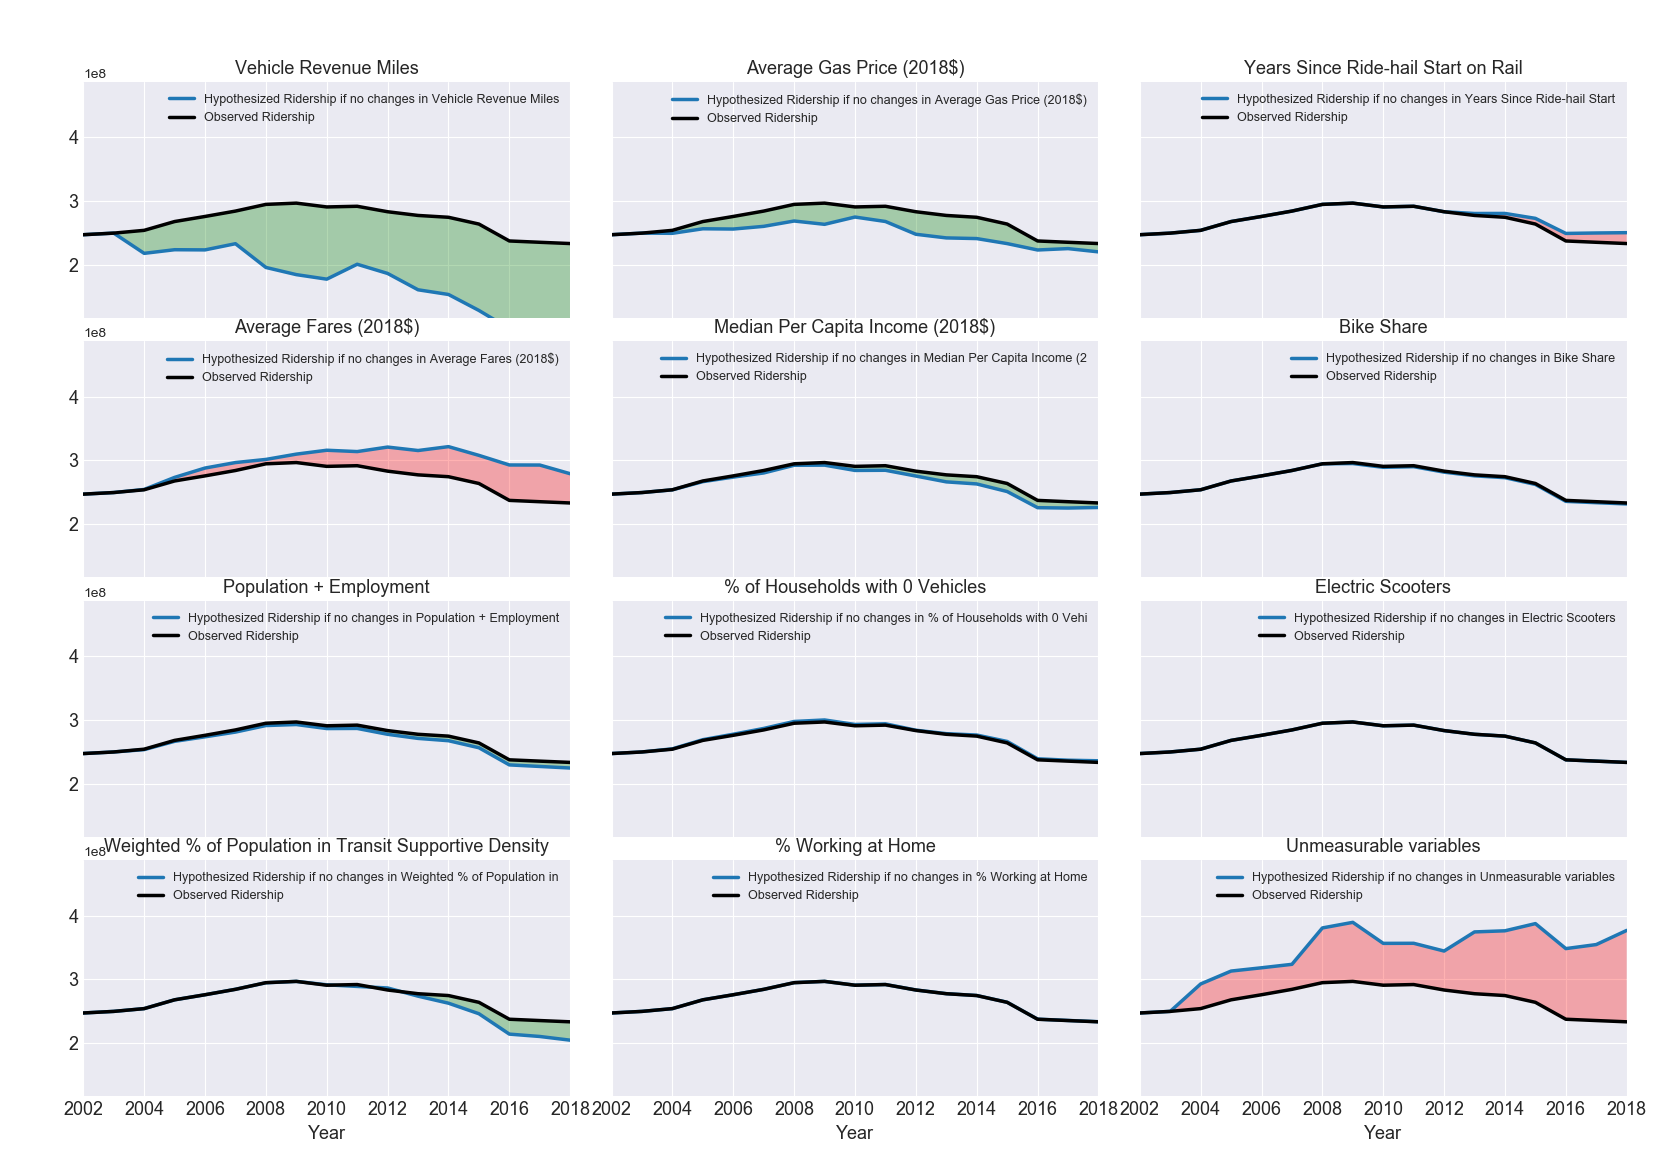 Vehicle Revenue Miles
1e8
Hypothesized Ridership if no changes in Vehicle Revenue Miles
Observed Ridership
4
3
2
Average Gas Price (2018$)
Hypothesized Ridership if no changes in Average Gas Price (2018$)
Observed Ridership
Years Since Ride-hail Start on Rail
Hypothesized Ridership if no changes in Years Since Ride-hail Start
Observed Ridership
Average Fares (2018$)
1e8
Hypothesized Ridership if no changes in Average Fares (2018$)
Observed Ridership
4
3
2
Median Per Capita Income (2018$)
Hypothesized Ridership if no changes in Median Per Capita Income (2
Observed Ridership
Bike Share
Hypothesized Ridership if no changes in Bike Share
Observed Ridership
Population + Employment
1e8
Hypothesized Ridership if no changes in Population + Employment
Observed Ridership
4
3
2
% of Households with 0 Vehicles
Hypothesized Ridership if no changes in % of Households with 0 Vehi
Observed Ridership
Electric Scooters
Hypothesized Ridership if no changes in Electric Scooters
Observed Ridership
Weighted % of Population in Transit Supportive Density
1e8
Hypothesized Ridership if no changes in Weighted % of Population in
Observed Ridership
4
3
2
2002 2004 2006 2008 2010 2012 2014 2016 2018
Year
% Working at Home
Hypothesized Ridership if no changes in % Working at Home
Observed Ridership
2002 2004 2006 2008 2010 2012 2014 2016 2018
Year
Unmeasurable variables
Hypothesized Ridership if no changes in Unmeasurable variables
Observed Ridership
2002 2004 2006 2008 2010 2012 2014 2016 2018
Year